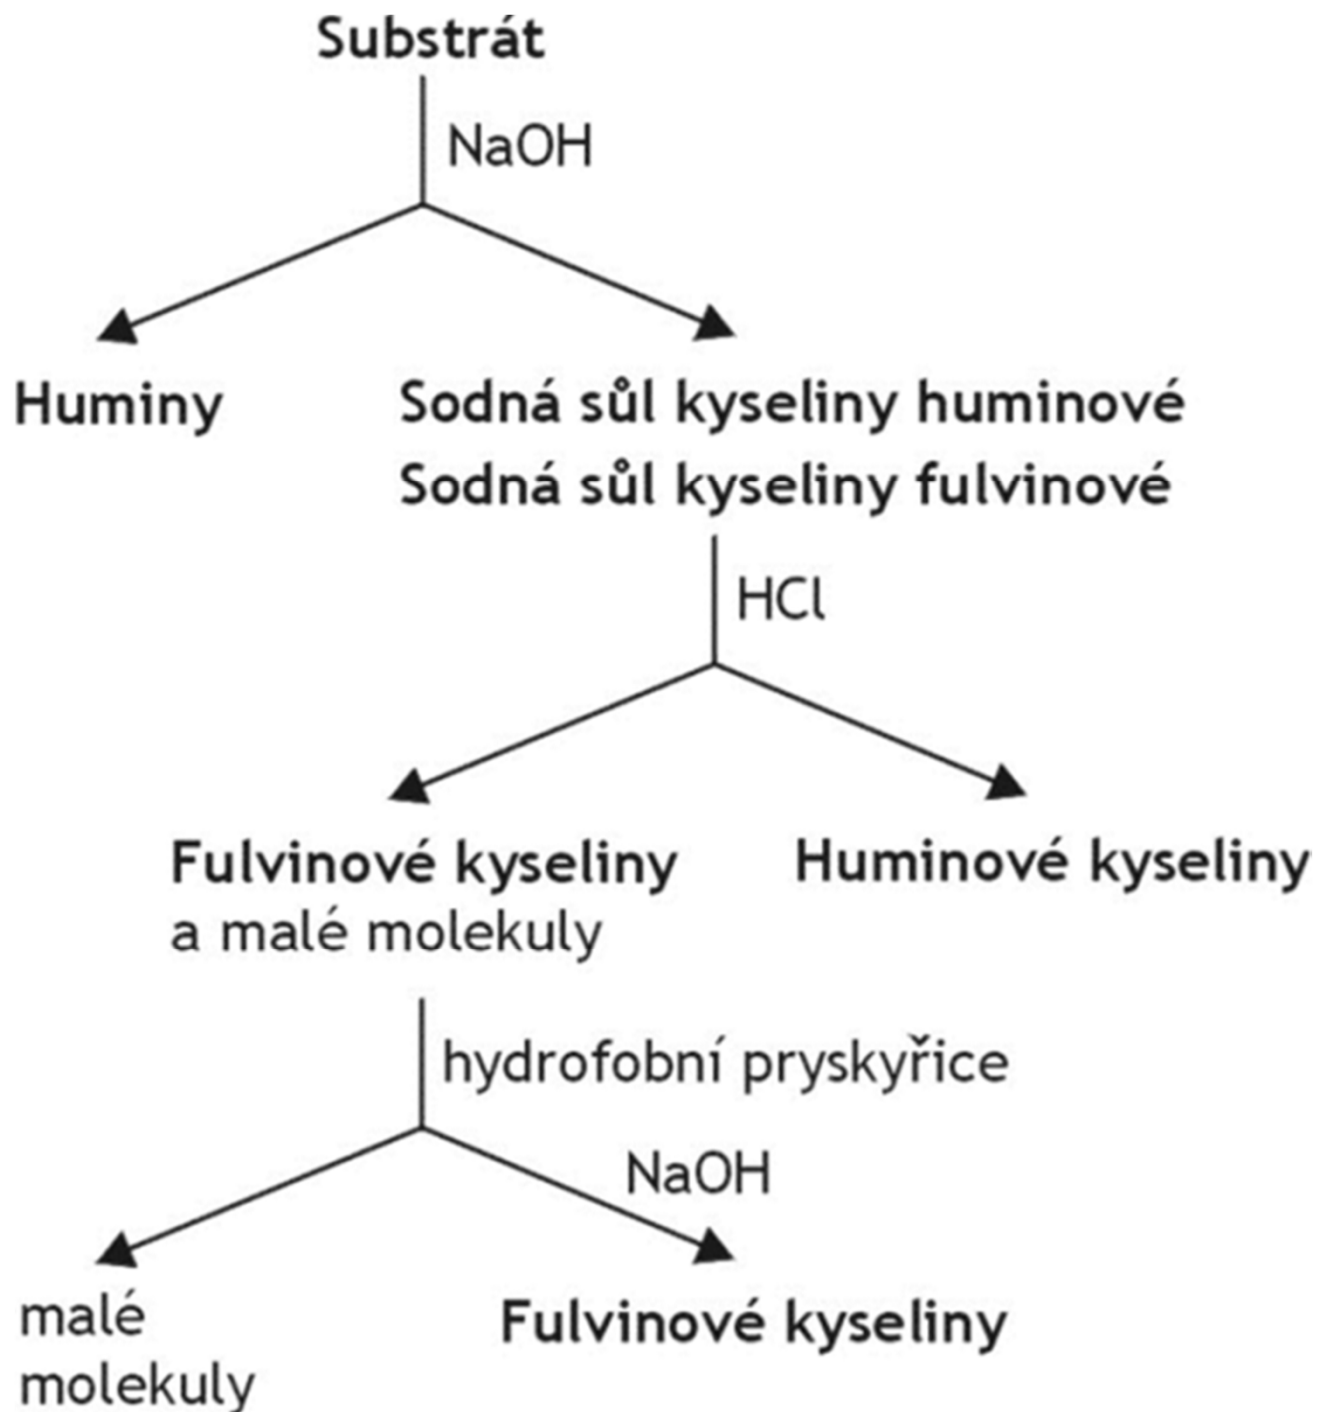 Substrát
NaOH
Huminy
Sodná sůl kyseliny huminové
Sodná sůl kyseliny fulvinové
HCl
Fulvinové kyseliny
a malé molekuly
Huminové kyseliny
hydrofobní pryskyřice
NaOH
malé
molekuly
Fulvinové kyseliny